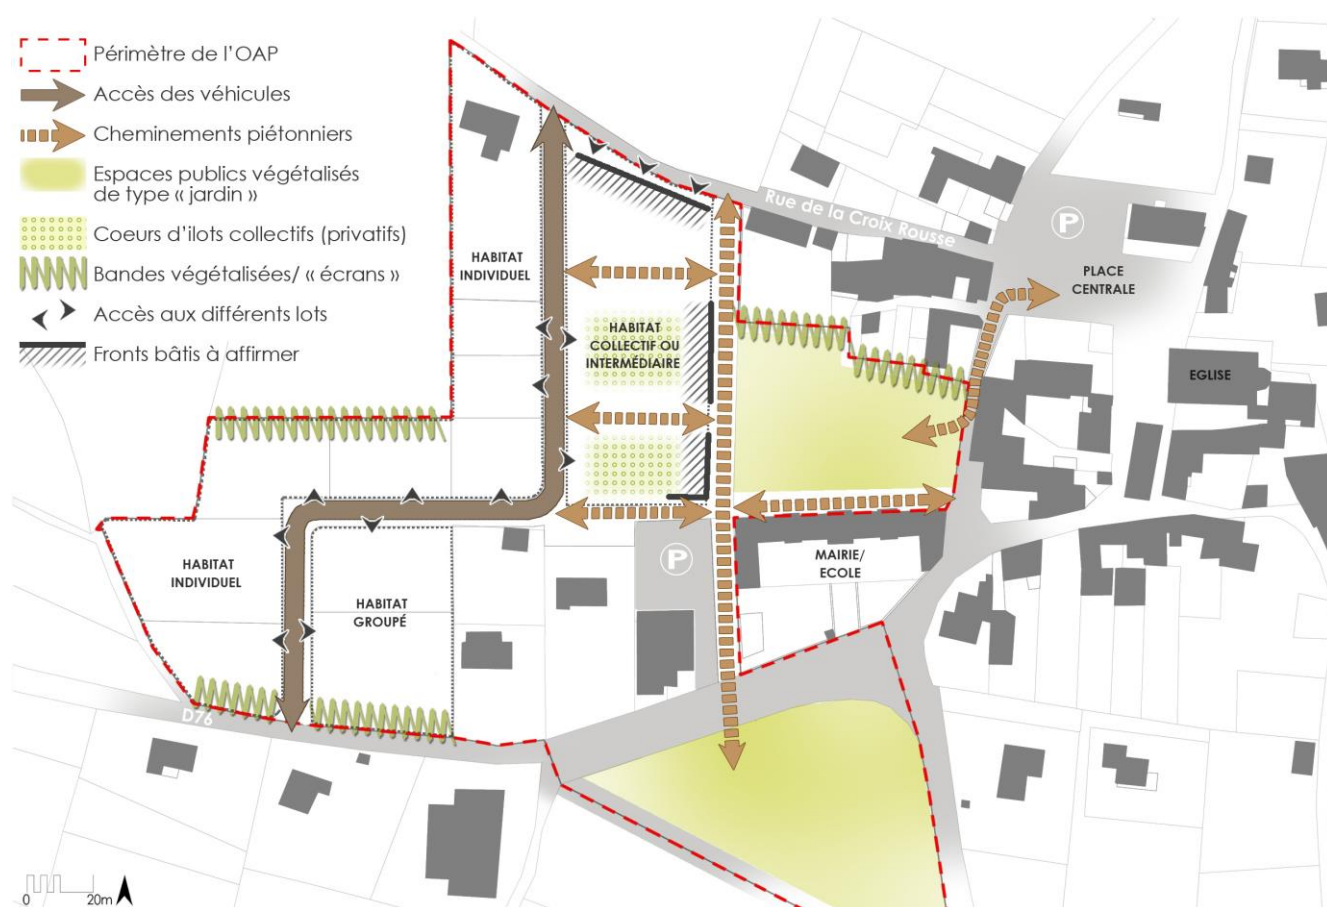 Périmètre de l'OAP
Accès des véhicules
Cheminements piétonniers
Espaces publics végétalisés
de type « jardin »
Coeurs d'ilots collectifs (privatifs)
Bandes végétalisées/ « écrans »
Accès aux différents lots
Fronts bâtis à affirmer
Rue de la Croix Rousse
P
PLACE
CENTRALE
HABITAT
INDIVIDUEL
HABITAT
COLLECTIF OU
INTERMÉDIAIRE
EGLISE
MAIRIE/
ECOLE
P
HABITAT
INDIVIDUEL
HABITAT
GROUPÉ
D76
0 20m